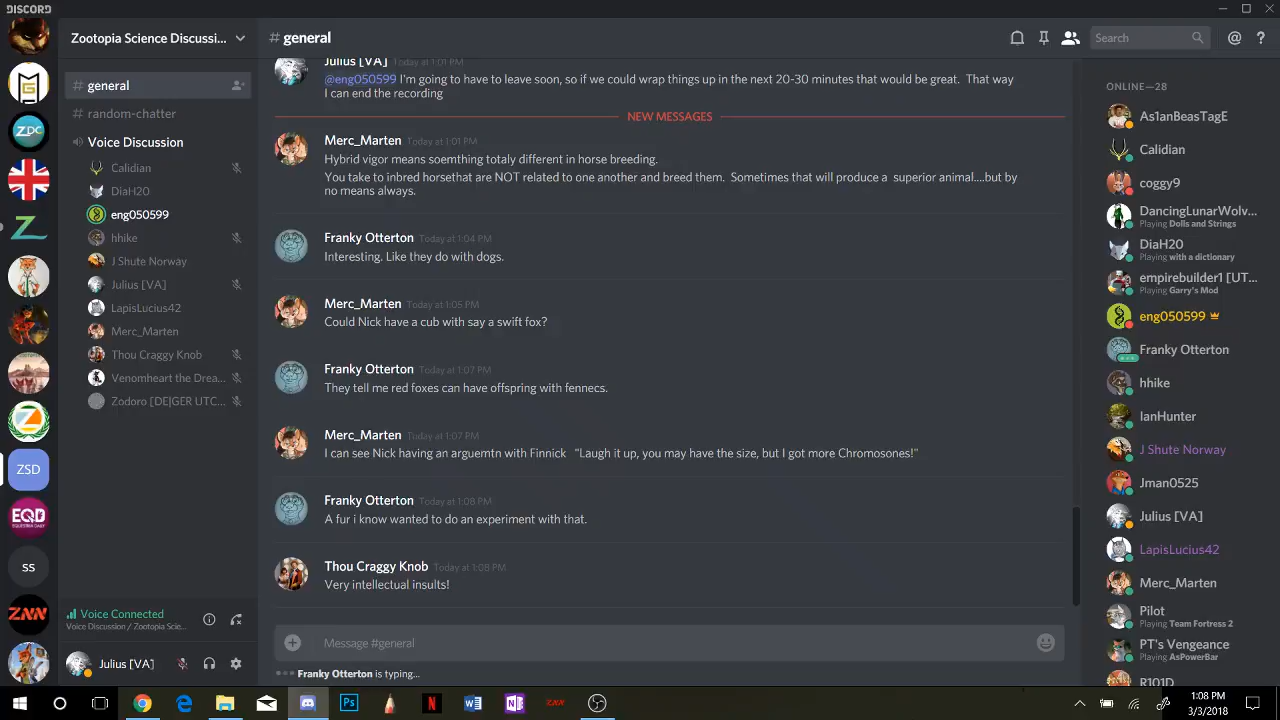 DISCORD
Zootopia Science Discussi...
# general
Search
# general
# random-chatter
Voice Discussion
Calidian
DiaH20
eng050599
hhike
J Shute Norway
Julius [VA]
LapisLucius42
Merc_Marten
Thou Craggy Knob
Venomheart the Drea...
Zodoro [DE|GER UTC...
Voice Connected
Voice Discussion / Zootopia Scie...
Julius [VA]
ZDC
ZSD
EQD
EQUESTRIA DAILY
ss
ZNN
Julius [VA] Today at 1:01 PM
@eng050599 I'm going to have to leave soon, so if we could wrap things up in the next 20-30 minutes that would be great. That way
I can end the recording
NEW MESSAGES
Merc_Marten Today at 1:01 PM
Hybrid vigor means soemthing totaly different in horse breeding.
You take to inbred horsethat are NOT related to one another and breed them. Sometimes that will produce a superior animal....but by
no means always.
Franky Otterton Today at 1:04 PM
Interesting. Like they do with dogs.
Merc_Marten Today at 1:05 PM
Could Nick have a cub with say a swift fox?
Franky Otterton Today at 1:07 PM
They tell me red foxes can have offspring with fennecs.
Merc_Marten Today at 1:07 PM
I can see Nick having an arguemtn with Finnick "Laugh it up, you may have the size, but I got more Chromosones!"
Franky Otterton Today at 1:08 PM
A fur i know wanted to do an experiment with that.
Thou Craggy Knob Today at 1:08 PM
Very intellectual insults!
Message #general
Franky Otterton is typing...
ONLINE—28
As1anBeasTagE
Calidian
coggy9
DancingLunarWolv...
Playing Dolls and Strings
DiaH20
Playing with a dictionary
empirebuilder1 [UT...
Playing Garry's Mod
eng050599
Franky Otterton
hhike
IanHunter
J Shute Norway
Jman0525
Julius [VA]
LapisLucius42
Merc_Marten
Pilot
Playing Team Fortress 2
PT's Vengeance
Playing AsPowerBar
R101D
Ps
N
ZNN
1:08 PM
3/3/2018